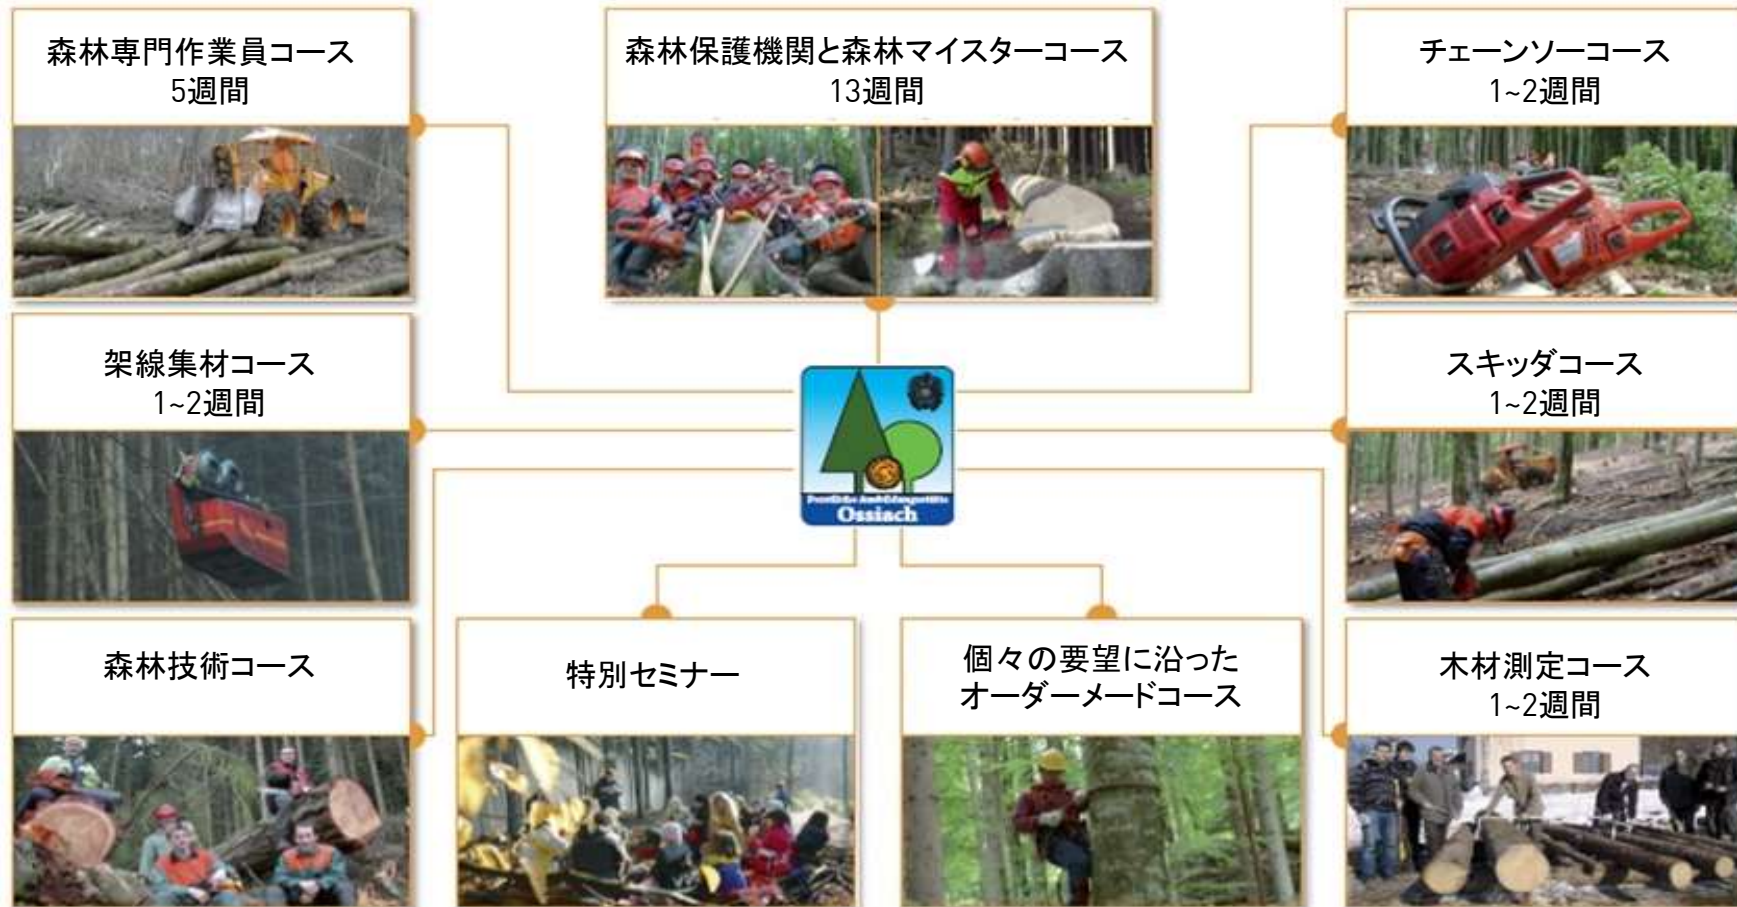 森林専門作業員コース
5週間
森林保護機関と森林マイスターコース
13週間
チェーンソーコース
1~2週間
架線集材コース
1~2週間
スキッダコース
1~2週間
Ossiach
森林技術コース
特別セミナー
個々の要望に沿った
オーダーメードコース
木材測定コース
1~2週間